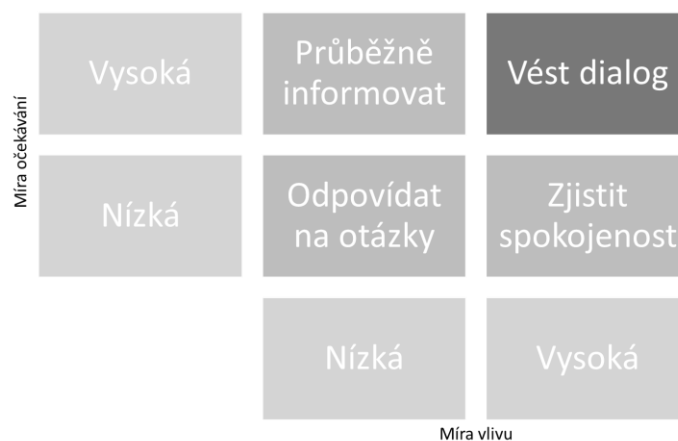 Míra očekávání
Vysoká
Průběžně
informovat
Vést dialog
Nízká
Odpovídat
na otázky
Zjistit
spokojenost
Nízká
Vysoká
Míra vlivu